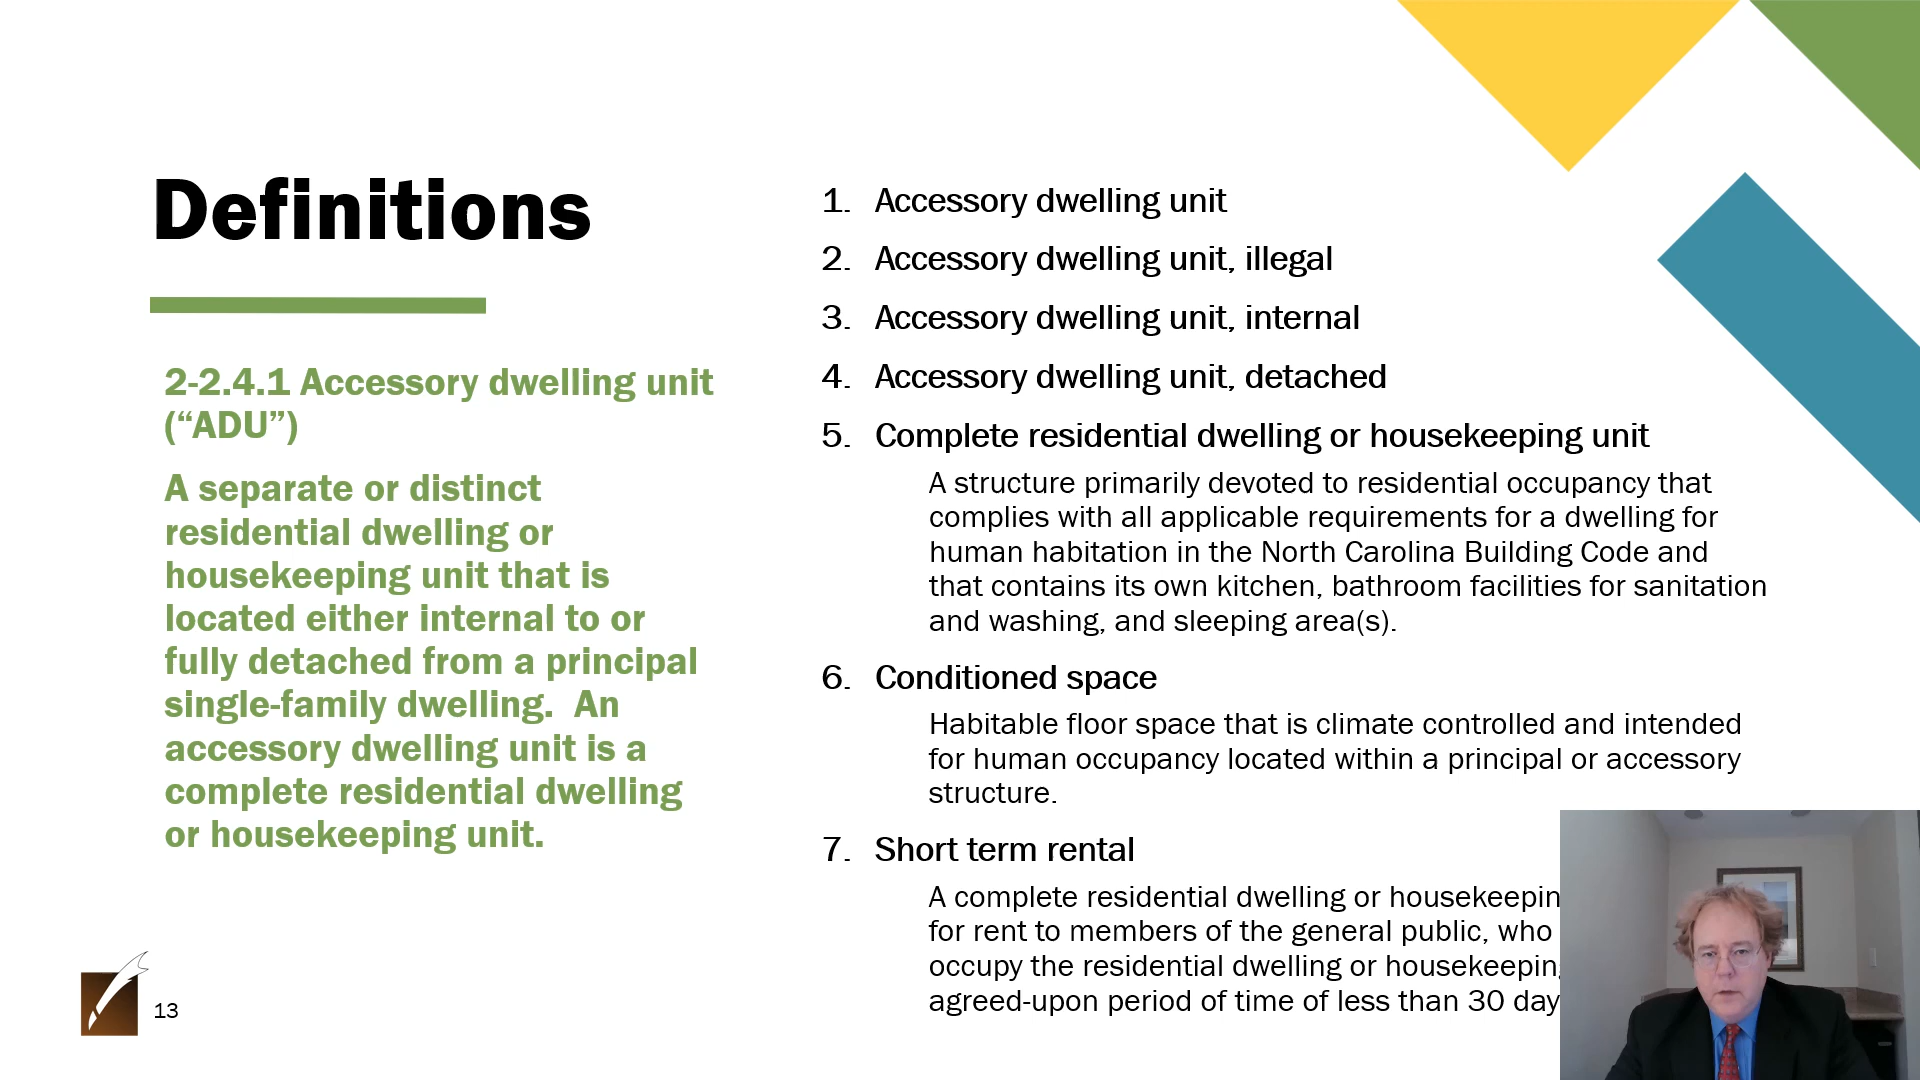 Definitions
2-2.4.1 Accessory dwelling unit
(“ADU”)
A separate or distinct
residential dwelling or
housekeeping unit that is
located either internal to or
fully detached from a principal
single-family dwelling.  An
accessory dwelling unit is a
complete residential dwelling
or housekeeping unit.
1. Accessory dwelling unit
2. Accessory dwelling unit, illegal
3. Accessory dwelling unit, internal
4. Accessory dwelling unit, detached
5. Complete residential dwelling or housekeeping unit
A structure primarily devoted to residential occupancy that
complies with all applicable requirements for a dwelling for
human habitation in the North Carolina Building Code and
that contains its own kitchen, bathroom facilities for sanitation
and washing, and sleeping area(s).
6. Conditioned space
Habitable floor space that is climate controlled and intended
for human occupancy located within a principal or accessory
structure.
7. Short term rental
A complete residential dwelling or
for rent to members of the general public, who
occupy the residential dwelling or
agreed-upon period of time of less than 30
13